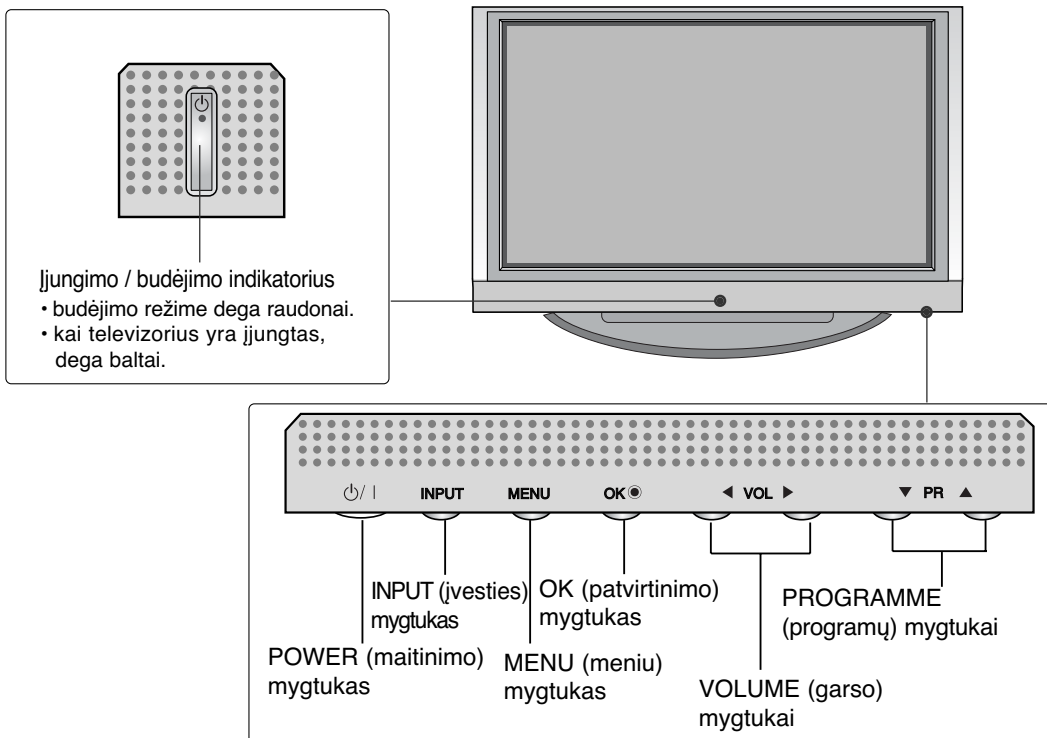 Įjungimo / budėjimo indikatorius
• budėjimo režime dega raudonai.
• kai televizorius yra įjungtas,
dega baltai.
⏻/ I INPUT MENU OK ◉ ◀ VOL ▶ ▼ PR ▲
INPUT (įvesties)
mygtukas
OK (patvirtinimo)
mygtukas
PROGRAMME
(programų) mygtukai
POWER (maitinimo)
mygtukas
MENU (meniu)
mygtukas
VOLUME (garso)
mygtukai